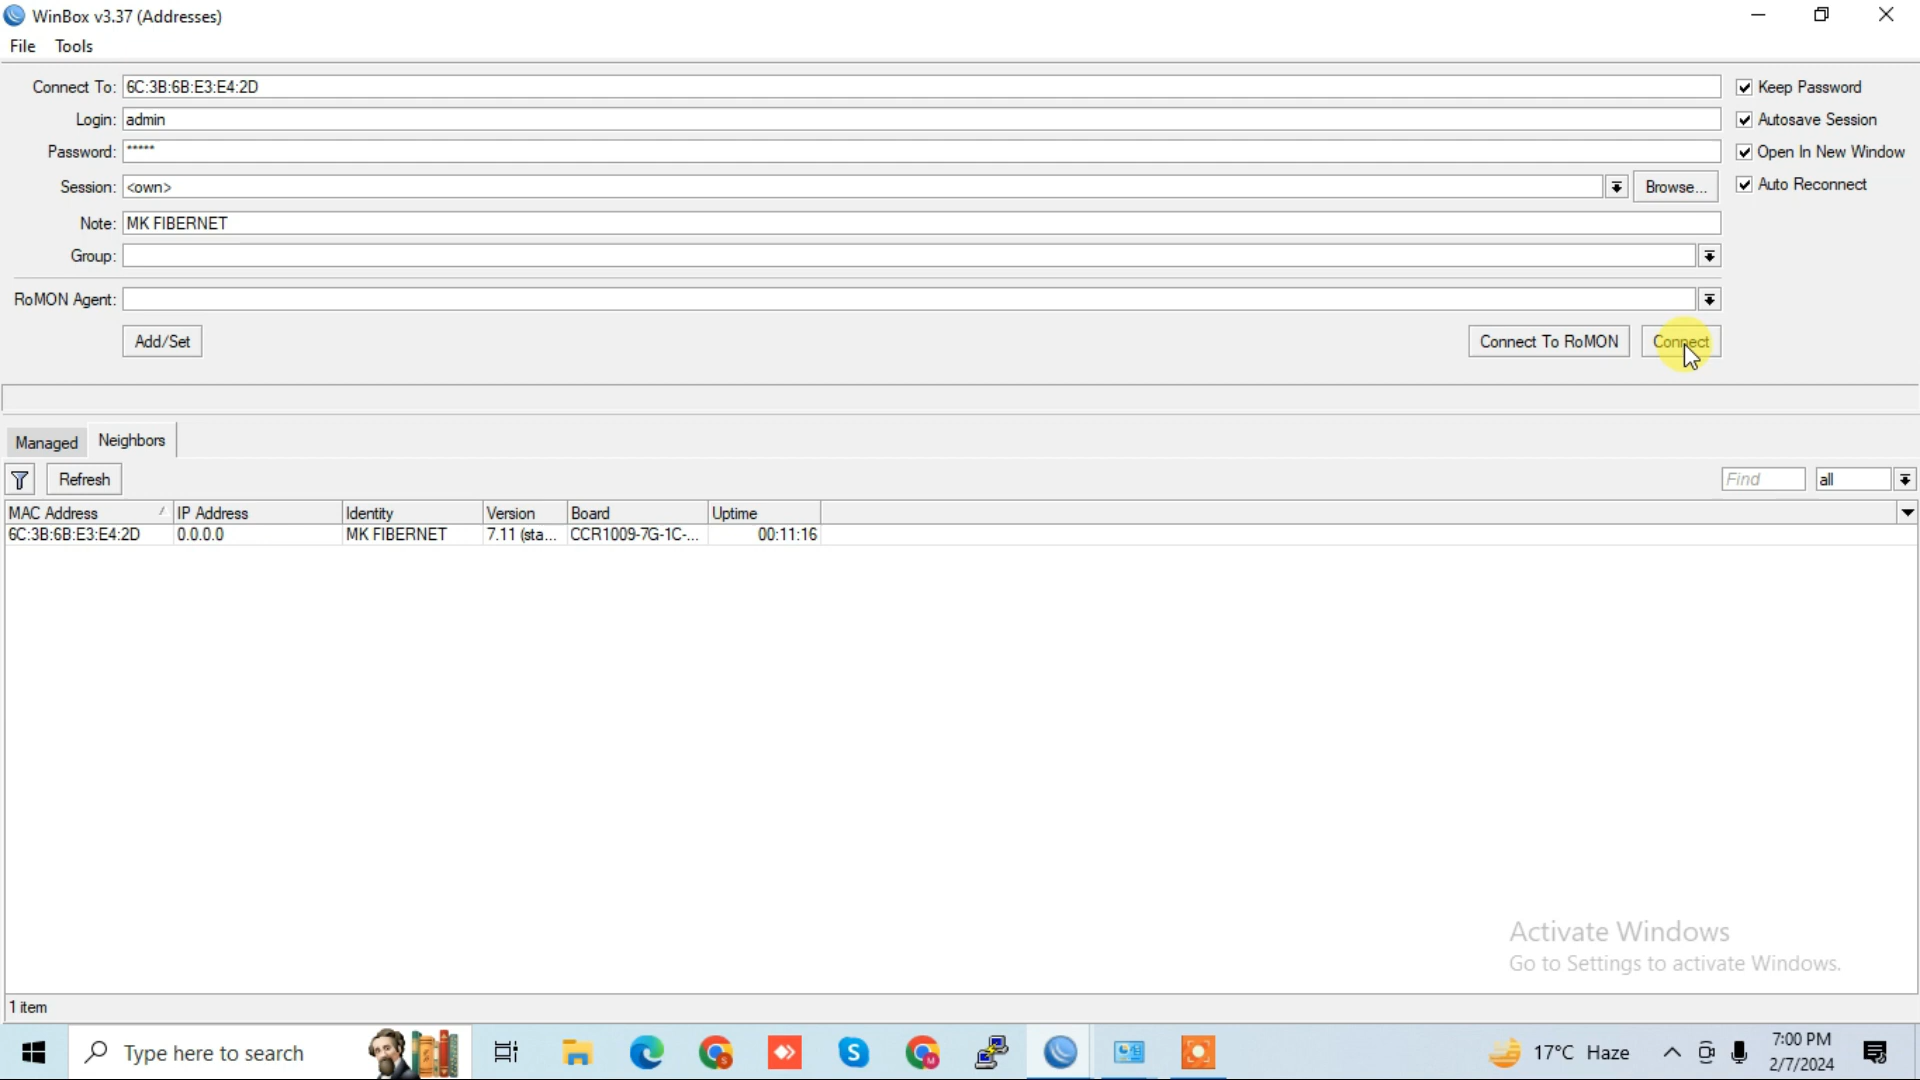 WinBox v3.37 (Addresses)
File Tools
Connect To: 6C:3B:6B:E3:E4:2D
Keep Password
Login: admin
Autosave Session
Password: *****
Open In New Window
Session: <own>
Browse...
Auto Reconnect
Note: MK FIBERNET
Group:
RoMON Agent:
Add/Set
Connect To RoMON
Connect
Managed
Neighbors
Refresh
Find
all
MAC Address IP Address Identity Version Board Uptime
6C:3B:6B:E3:E4:2D 0.0.0.0 MK FIBERNET 7.11 (sta... CCR1009-7G-1C-... 00:11:16
Activate Windows
Go to Settings to activate Windows.
1 item
Type here to search
17°C Haze
7:00 PM
2/7/2024